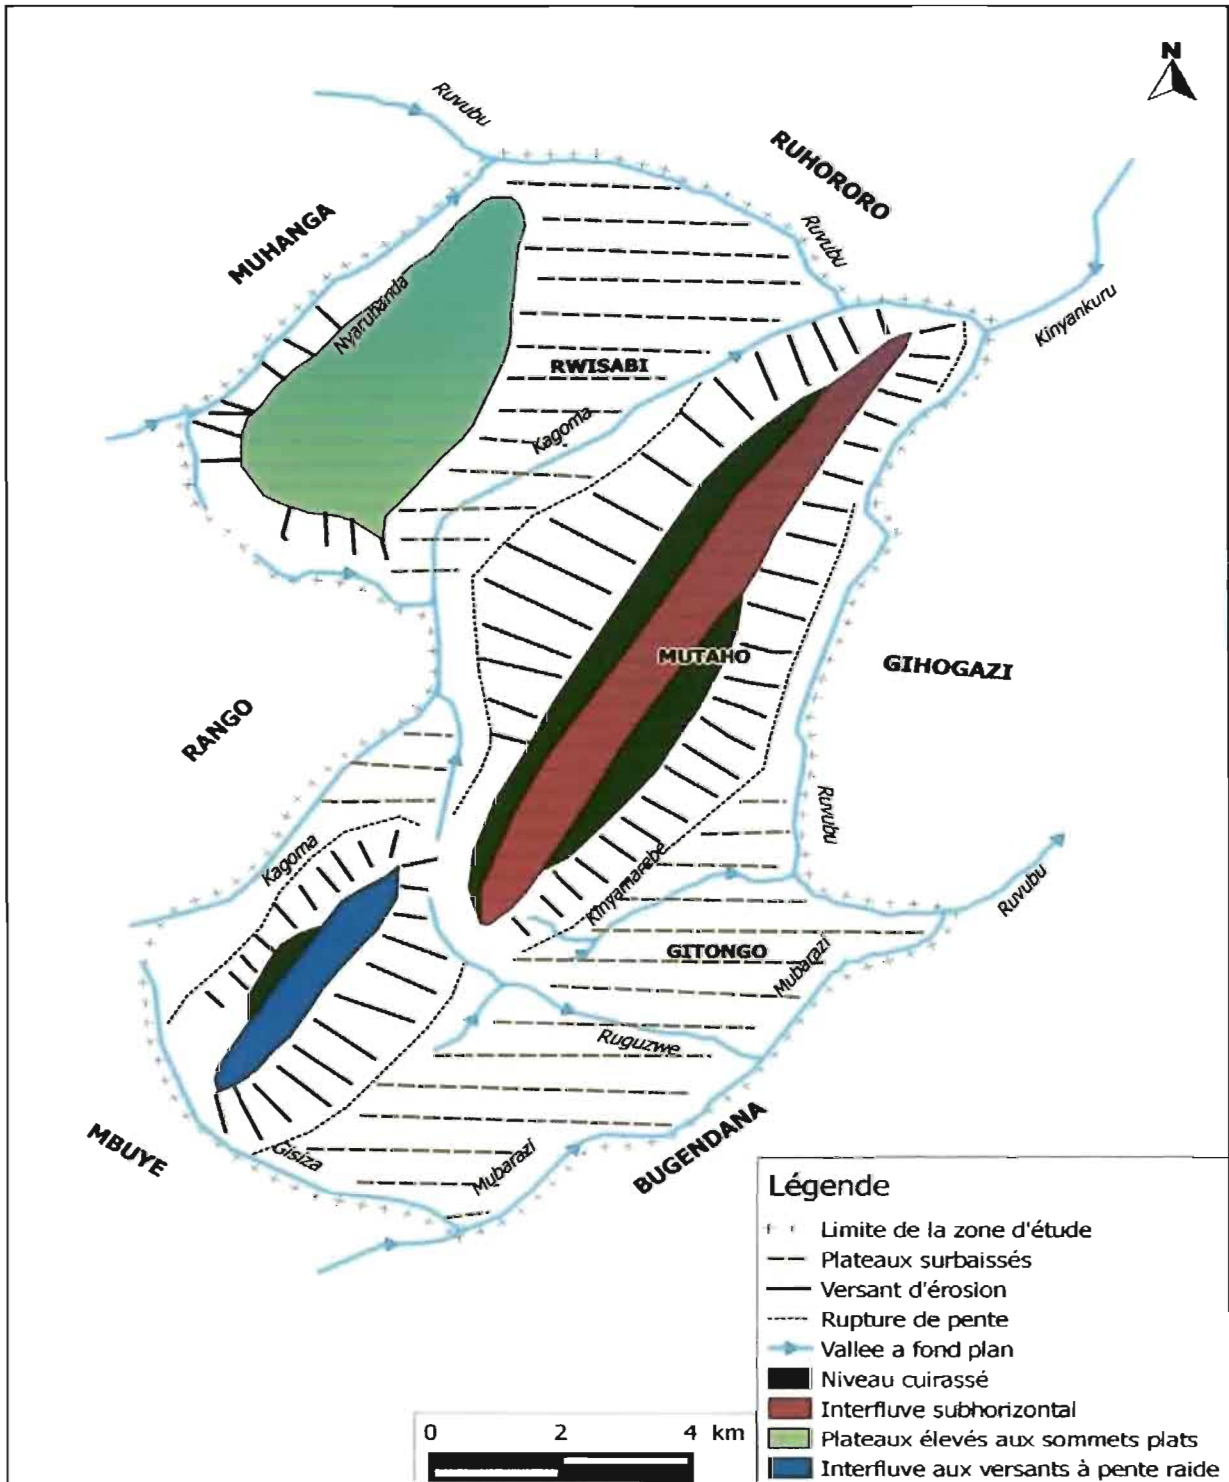 N
Ruvubu
RUHORORO
MUHANGA
Ruvubu
Kinyankuru
Nyaruhanda
RWISABI
Kagoma
MUTAHO
GIHOGAZI
RANGO
Ruvubu
Kagoma
Kinyamarebe
Ruvubu
GITONGO
Mubarazi
Ruguzwe
MBUYE
Gisiza
Mubarazi
BUGENDANA
Légende
Limite de la zone d'étude
Plateaux surbaissés
Versant d'érosion
Rupture de pente
Vallee a fond plan
Niveau cuirassé
Interfluve subhorizontal
Plateaux élevés aux sommets plats
Interfluve aux versants à pente raide
0 2 4 km